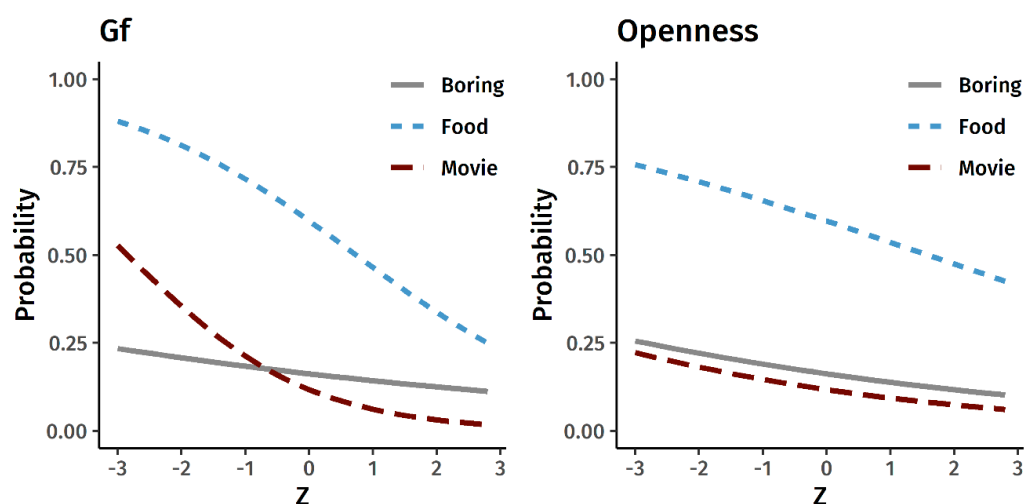 Gf
1.00
0.75
0.50
0.25
0.00
Probability
-3 -2 -1 0 1 2 3
Z
Boring
Food
Movie
Openness
1.00
0.75
0.50
0.25
0.00
Probability
-3 -2 -1 0 1 2 3
Z
Boring
Food
Movie